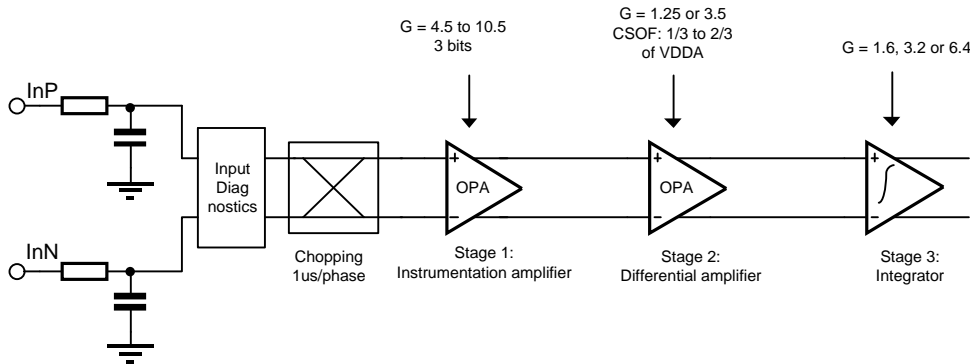 G = 4.5 to 10.5
3 bits
G = 1.25 or 3.5
CSOF: 1/3 to 2/3
of VDDA
G = 1.6, 3.2 or 6.4
InP
InN
Input
Diag
nostics
Chopping
1us/phase
+
OPA
−
Stage 1:
Instrumentation amplifier
+
OPA
−
Stage 2:
Differential amplifier
+
∫
−
Stage 3:
Integrator